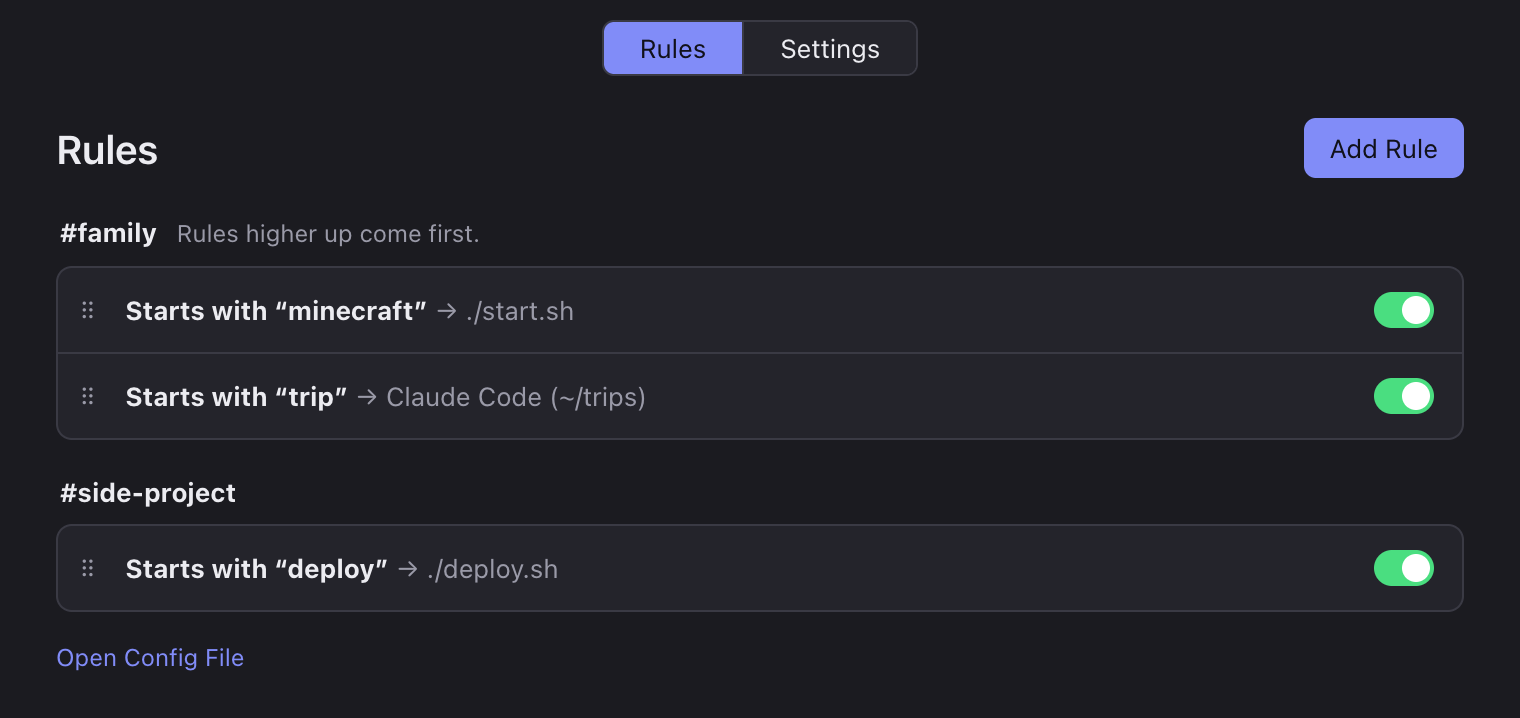 Rules Settings
Rules
Add Rule
#family Rules higher up come first.
Starts with “minecraft” → ./start.sh
Starts with “trip” → Claude Code (~/trips)
#side-project
Starts with “deploy” → ./deploy.sh
Open Config File